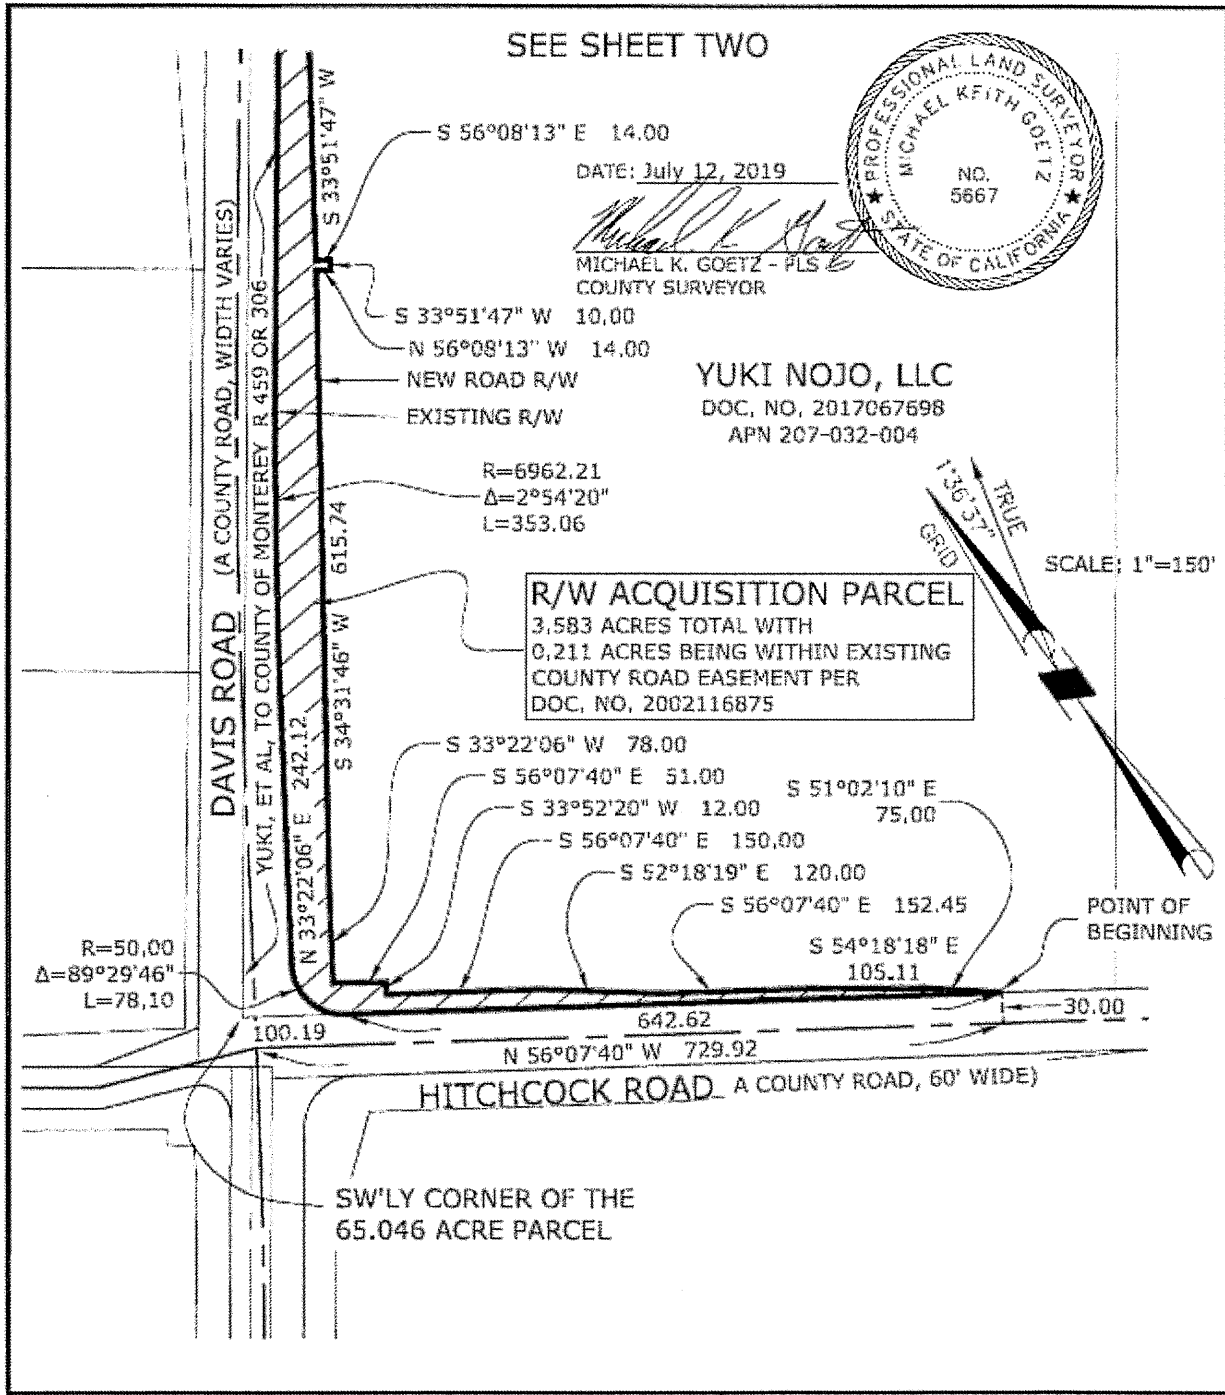 SEE SHEET TWO
PROFESSIONAL LAND SURVEYOR
MICHAEL KEITH GOETZ
NO.
5667
STATE OF CALIFORNIA
S 33°51'47" W
S 56°08'13" E 14.00
DATE: July 12, 2019
MICHAEL K. GOETZ - PLS
COUNTY SURVEYOR
S 33°51'47" W 10.00
N 56°08'13" W 14.00
NEW ROAD R/W
EXISTING R/W
YUKI NOJO, LLC
DOC. NO. 2017067698
APN 207-032-004
R=6962.21
Δ=2°54'20"
L=353.06
1°36'37"
TRUE
GRID
SCALE: 1"=150'
R/W ACQUISITION PARCEL
3.583 ACRES TOTAL WITH
0.211 ACRES BEING WITHIN EXISTING
COUNTY ROAD EASEMENT PER
DOC. NO. 2002116875
DAVIS ROAD (A COUNTY ROAD, WIDTH VARIES)
YUKI, ET AL, TO COUNTY OF MONTEREY R 459 OR 306
S 34°31'46" W 615.74
N 33°22'06" E 242.12
S 33°22'06" W 78.00
S 56°07'40" E 51.00
S 33°52'20" W 12.00
S 56°07'40" E 150.00
S 52°18'19" E 120.00
S 56°07'40" E 152.45
S 51°02'10" E
75.00
S 54°18'18" E
105.11
POINT OF
BEGINNING
R=50.00
Δ=89°29'46"
L=78.10
100.19
642.62
30.00
N 56°07'40" W 729.92
HITCHCOCK ROAD A COUNTY ROAD, 60' WIDE)
SW'LY CORNER OF THE
65.046 ACRE PARCEL